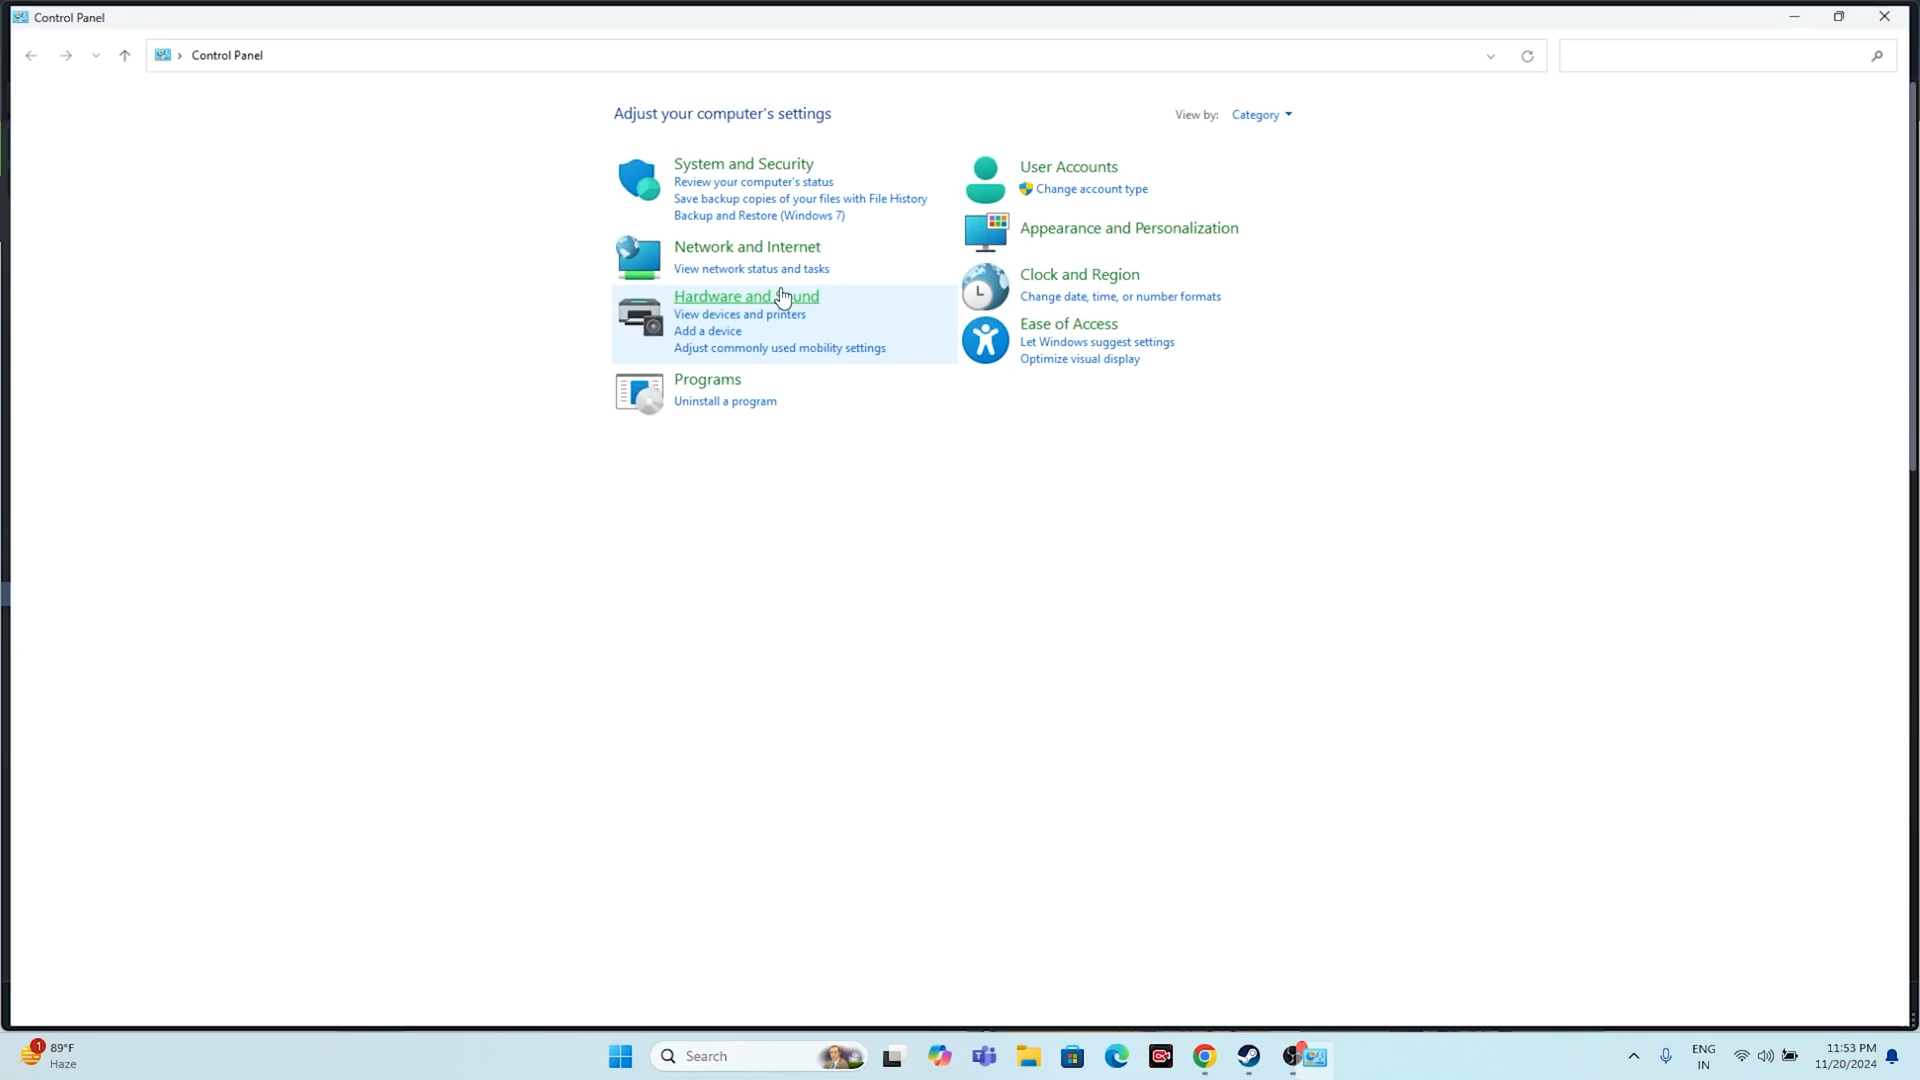 Control Panel
Control Panel
Adjust your computer's settings
View by: Category
System and Security
Review your computer's status
Save backup copies of your files with File History
Backup and Restore (Windows 7)
Network and Internet
View network status and tasks
Hardware and Sound
View devices and printers
Add a device
Adjust commonly used mobility settings
Programs
Uninstall a program
User Accounts
Change account type
Appearance and Personalization
Clock and Region
Change date, time, or number formats
Ease of Access
Let Windows suggest settings
Optimize visual display
1
89°F
Haze
Search
ENG
IN
11:53 PM
11/20/2024